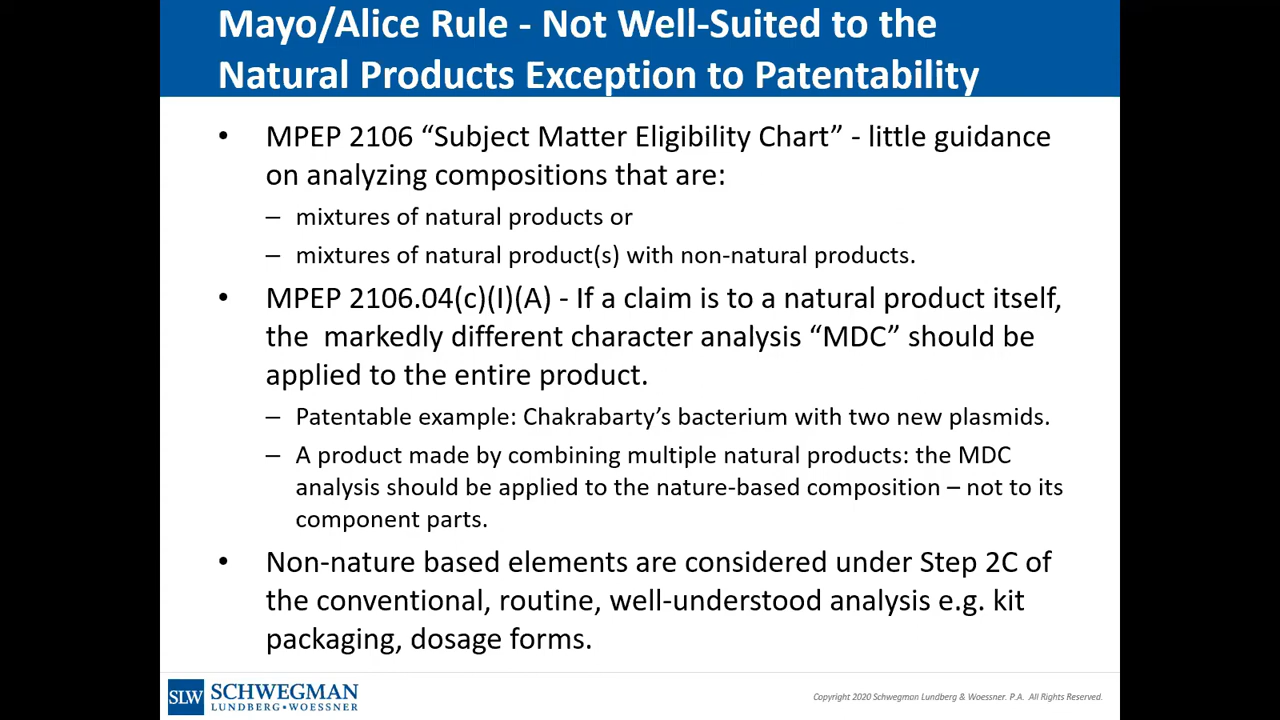 Mayo/Alice Rule - Not Well-Suited to the
Natural Products Exception to Patentability
• MPEP 2106 “Subject Matter Eligibility Chart” - little guidance
on analyzing compositions that are:
– mixtures of natural products or
– mixtures of natural product(s) with non-natural products.
• MPEP 2106.04(c)(I)(A) - If a claim is to a natural product itself,
the markedly different character analysis “MDC” should be
applied to the entire product.
– Patentable example: Chakrabarty’s bacterium with two new plasmids.
– A product made by combining multiple natural products: the MDC
analysis should be applied to the nature-based composition – not to its
component parts.
• Non-nature based elements are considered under Step 2C of
the conventional, routine, well-understood analysis e.g. kit
packaging, dosage forms.
SLW SCHWEGMAN
LUNDBERG • WOESSNER
Copyright 2020 Schwegman Lundberg & Woessner. P.A. All Rights Reserved.